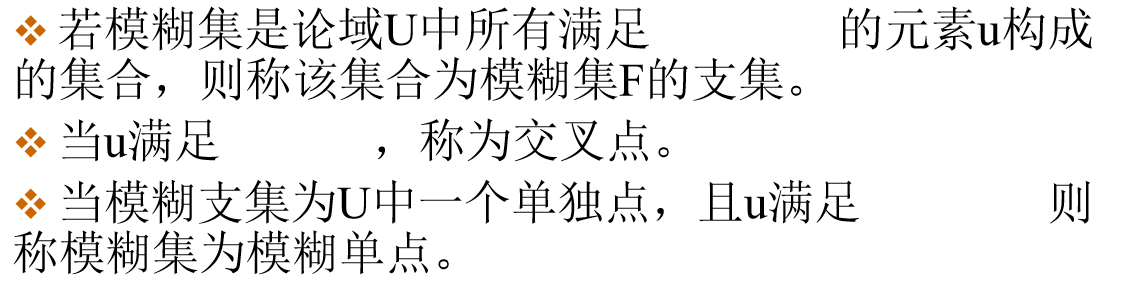 ❖ 若模糊集是论域U中所有满足 的元素u构成
的集合，则称该集合为模糊集F的支集。
❖ 当u满足 ，称为交叉点。
❖ 当模糊支集为U中一个单独点，且u满足 则
称模糊集为模糊单点。